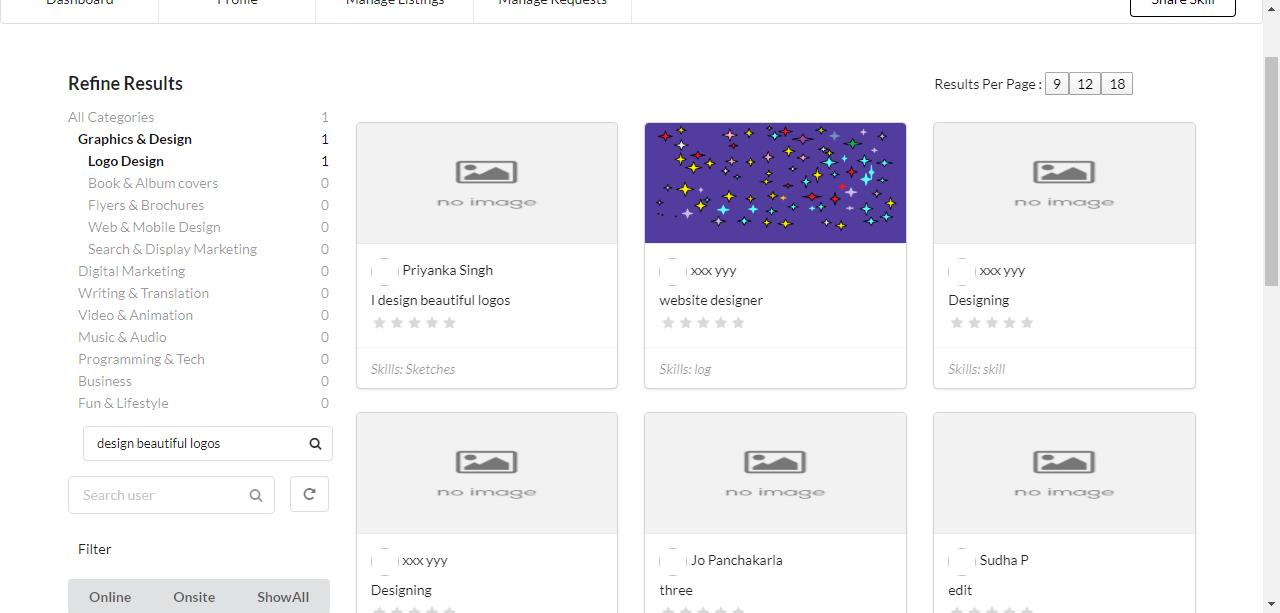 Dashboard Profile Manage Listings Manage Requests Share Skill
Refine Results
Results Per Page : 9 12 18
All Categories 1
Graphics & Design 1
Logo Design 1
Book & Album covers 0
Flyers & Brochures 0
Web & Mobile Design 0
Search & Display Marketing 0
Digital Marketing 0
Writing & Translation 0
Video & Animation 0
Music & Audio 0
Programming & Tech 0
Business 0
Fun & Lifestyle 0
design beautiful logos
Search user
Filter
Online Onsite ShowAll
no image
Priyanka Singh
I design beautiful logos
Skills: Sketches
xxx yyy
website designer
Skills: log
no image
xxx yyy
Designing
Skills: skill
no image
xxx yyy
Designing
no image
Jo Panchakarla
three
no image
Sudha P
edit